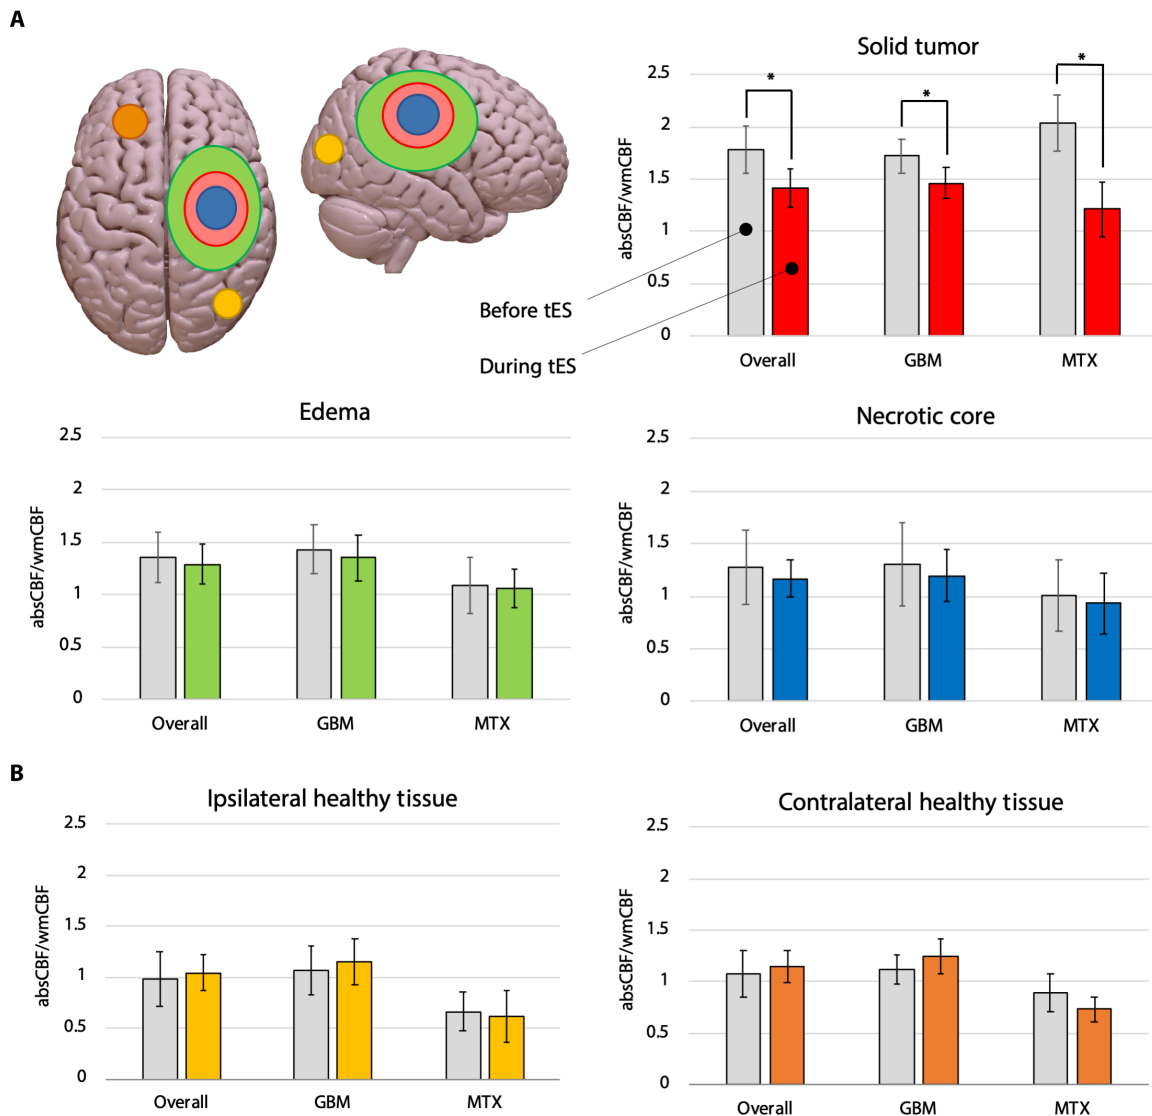 A
Solid tumor
2.5
2
1.5
1
0.5
0
absCBF/wmCBF
*
*
*
Before tES
During tES
Overall GBM MTX
Edema
2.5
2
1.5
1
0.5
0
absCBF/wmCBF
Overall GBM MTX
Necrotic core
2.5
2
1.5
1
0.5
0
absCBF/wmCBF
Overall GBM MTX
B
Ipsilateral healthy tissue
2.5
2
1.5
1
0.5
0
absCBF/wmCBF
Overall GBM MTX
Contralateral healthy tissue
2.5
2
1.5
1
0.5
0
absCBF/wmCBF
Overall GBM MTX